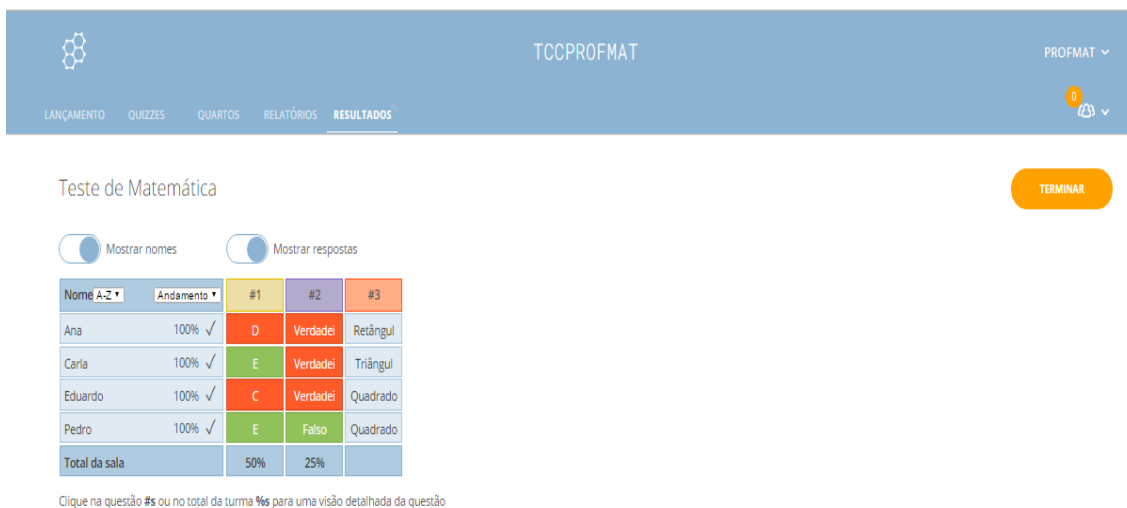 TCCPROFMAT
PROFMAT
0
LANÇAMENTO QUIZZES QUARTOS RELATÓRIOS RESULTADOS
Teste de Matemática
TERMINAR
Mostrar nomes Mostrar respostas
Nome A-Z Andamento #1 #2 #3
Ana 100% ✓ D Verdadei Retângul
Carla 100% ✓ E Verdadei Triângul
Eduardo 100% ✓ C Verdadei Quadrado
Pedro 100% ✓ E Falso Quadrado
Total da sala 50% 25%
Clique na questão #s ou no total da turma %s para uma visão detalhada da questão